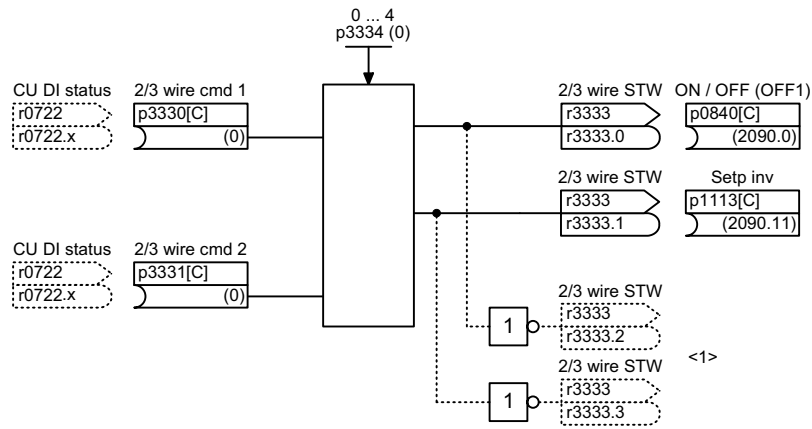 0 ... 4
p3334 (0)
CU DI status
2/3 wire cmd 1
2/3 wire STW
ON / OFF (OFF1)
r0722
p3330[C]
r3333
p0840[C]
r0722.x
(0)
r3333.0
(2090.0)
2/3 wire STW
Setp inv
r3333
p1113[C]
r3333.1
(2090.11)
CU DI status
2/3 wire cmd 2
r0722
p3331[C]
r0722.x
(0)
2/3 wire STW
1
r3333
r3333.2
<1>
2/3 wire STW
1
r3333
r3333.3